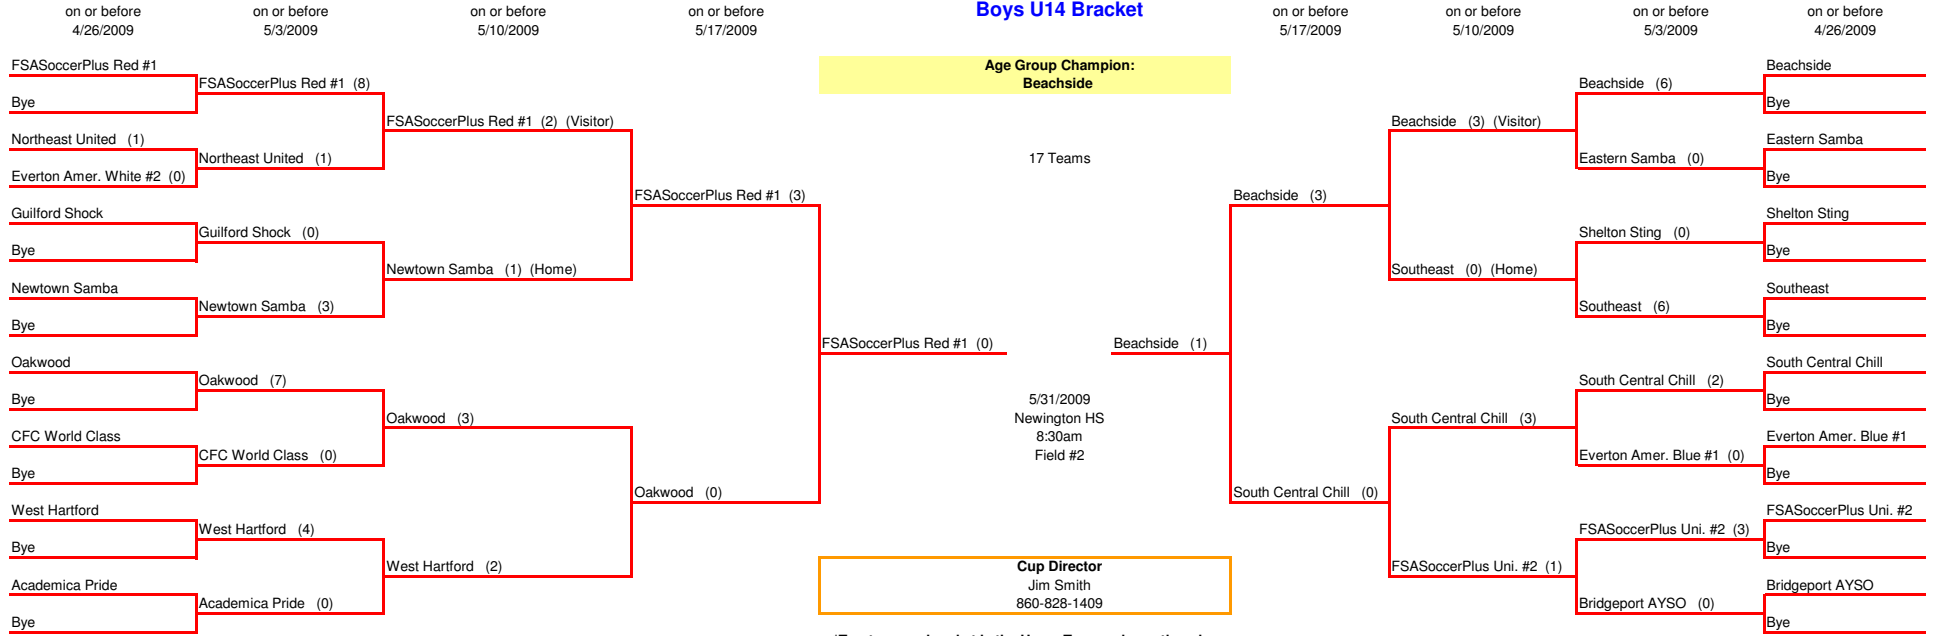 Boys U14 Bracket
on or before
4/26/2009
on or before
5/3/2009
on or before
5/10/2009
on or before
5/17/2009
on or before
5/17/2009
on or before
5/10/2009
on or before
5/3/2009
on or before
4/26/2009
FSASoccerPlus Red #1
Bye
Northeast United (1)
Everton Amer. White #2 (0)
Guilford Shock
Bye
Newtown Samba
Bye
Oakwood
Bye
CFC World Class
Bye
West Hartford
Bye
Academica Pride
Bye
FSASoccerPlus Red #1 (8)
Northeast United (1)
Guilford Shock (0)
Newtown Samba (3)
Oakwood (7)
CFC World Class (0)
West Hartford (4)
Academica Pride (0)
FSASoccerPlus Red #1 (2) (Visitor)
Newtown Samba (1) (Home)
Oakwood (3)
West Hartford (2)
FSASoccerPlus Red #1 (3)
Oakwood (0)
FSASoccerPlus Red #1 (0)
Age Group Champion:
Beachside
17 Teams
5/31/2009
Newington HS
8:30am
Field #2
Cup Director
Jim Smith
860-828-1409
Beachside (1)
Beachside (3)
South Central Chill (0)
Beachside (3) (Visitor)
Southeast (0) (Home)
South Central Chill (3)
FSASoccerPlus Uni. #2 (1)
Beachside (6)
Eastern Samba (0)
Shelton Sting (0)
Southeast (6)
South Central Chill (2)
Everton Amer. Blue #1 (0)
FSASoccerPlus Uni. #2 (3)
Bridgeport AYSO (0)
Beachside
Bye
Eastern Samba
Bye
Shelton Sting
Bye
Southeast
Bye
South Central Chill
Bye
Everton Amer. Blue #1
Bye
FSASoccerPlus Uni. #2
Bye
Bridgeport AYSO
Bye